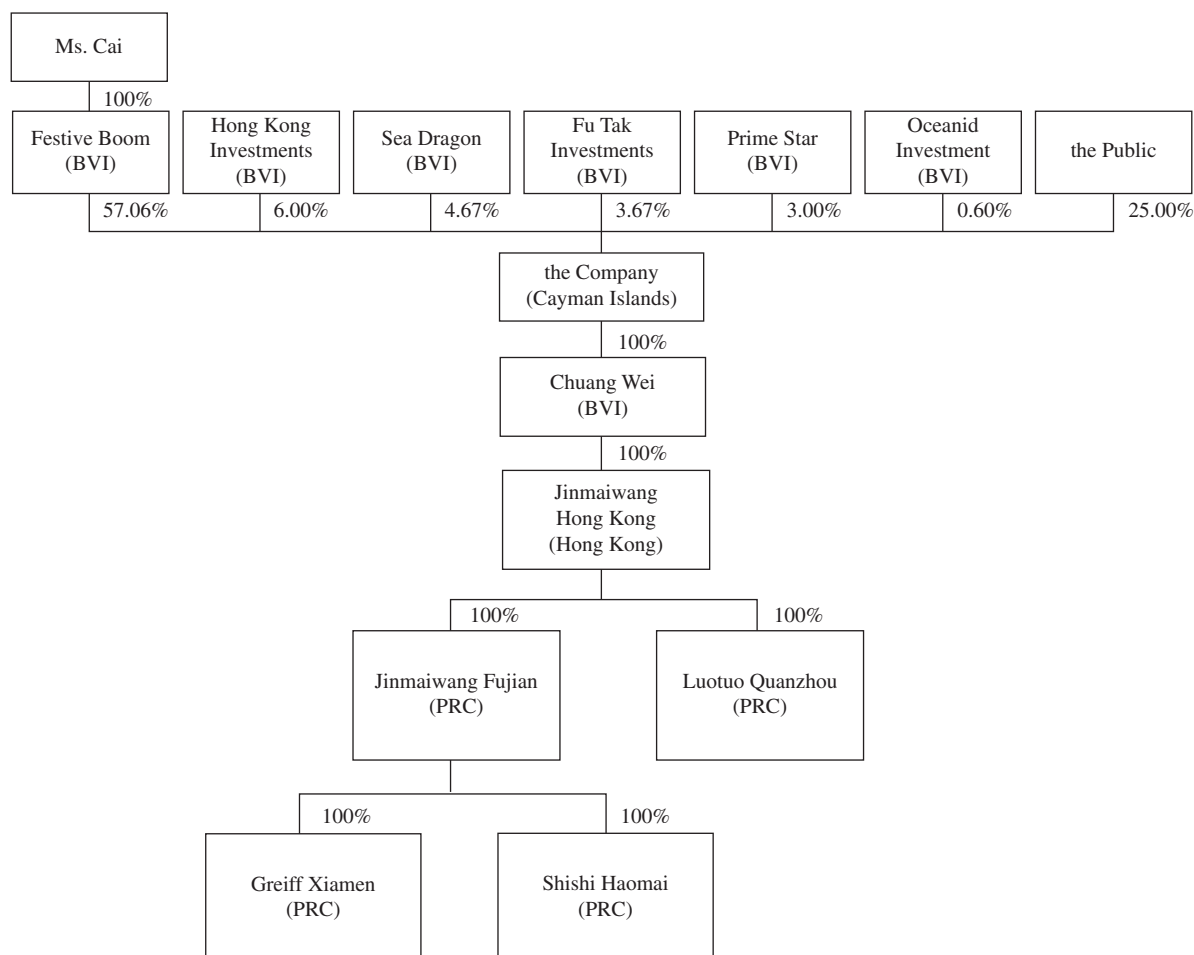 Ms. Cai
100%
Festive Boom
(BVI)
Hong Kong
Investments
(BVI)
Sea Dragon
(BVI)
Fu Tak
Investments
(BVI)
Prime Star
(BVI)
Oceanid
Investment
(BVI)
the Public
57.06%
6.00%
4.67%
3.67%
3.00%
0.60%
25.00%
the Company
(Cayman Islands)
100%
Chuang Wei
(BVI)
100%
Jinmaiwang
Hong Kong
(Hong Kong)
100%
100%
Jinmaiwang Fujian
(PRC)
Luotuo Quanzhou
(PRC)
100%
100%
Greiff Xiamen
(PRC)
Shishi Haomai
(PRC)